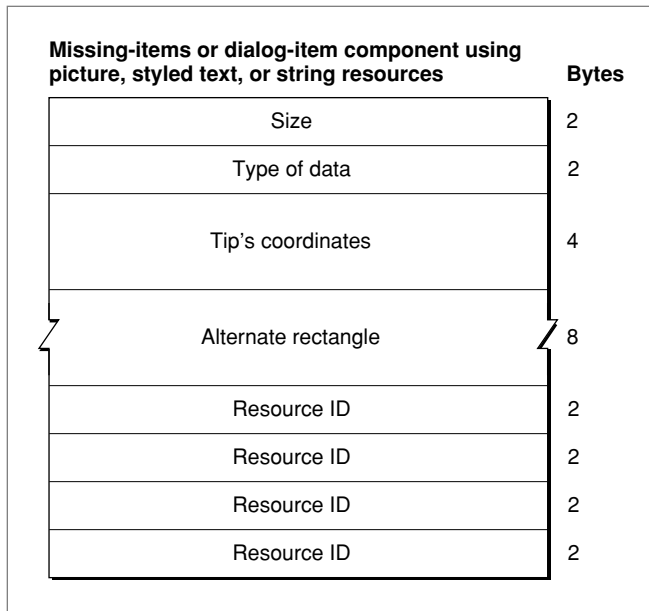 Missing-items or dialog-item component using
picture, styled text, or string resources Bytes
Size 2
Type of data 2
Tip's coordinates 4
Alternate rectangle 8
Resource ID 2
Resource ID 2
Resource ID 2
Resource ID 2